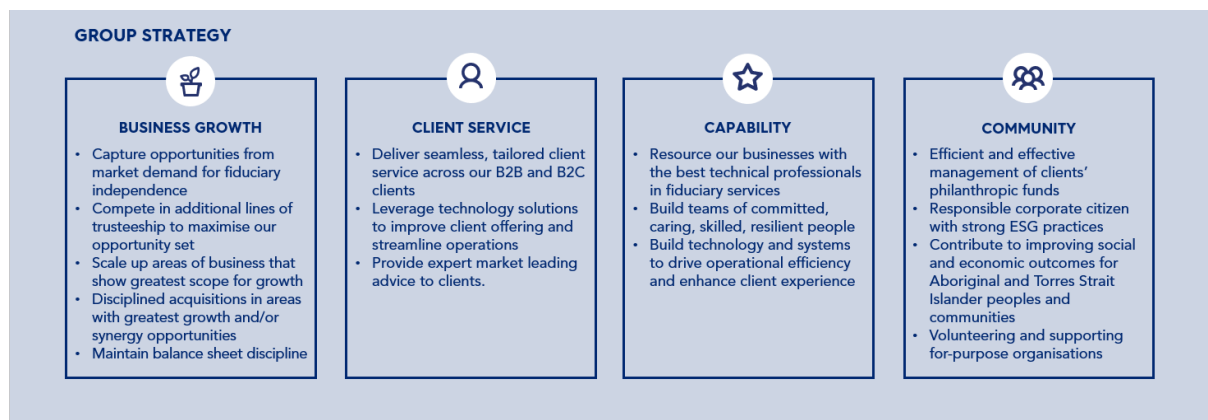 GROUP STRATEGY
BUSINESS GROWTH
• Capture opportunities from
market demand for fiduciary
independence
• Compete in additional lines of
trusteeship to maximise our
opportunity set
• Scale up areas of business that
show greatest scope for growth
• Disciplined acquisitions in areas
with greatest growth and/or
synergy opportunities
• Maintain balance sheet discipline
CLIENT SERVICE
• Deliver seamless, tailored client
service across our B2B and B2C
clients
• Leverage technology solutions
to improve client offering and
streamline operations
• Provide expert market leading
advice to clients.
CAPABILITY
• Resource our businesses with
the best technical professionals
in fiduciary services
• Build teams of committed,
caring, skilled, resilient people
• Build technology and systems
to drive operational efficiency
and enhance client experience
COMMUNITY
• Efficient and effective
management of clients’
philanthropic funds
• Responsible corporate citizen
with strong ESG practices
• Contribute to improving social
and economic outcomes for
Aboriginal and Torres Strait
Islander peoples and
communities
• Volunteering and supporting
for-purpose organisations